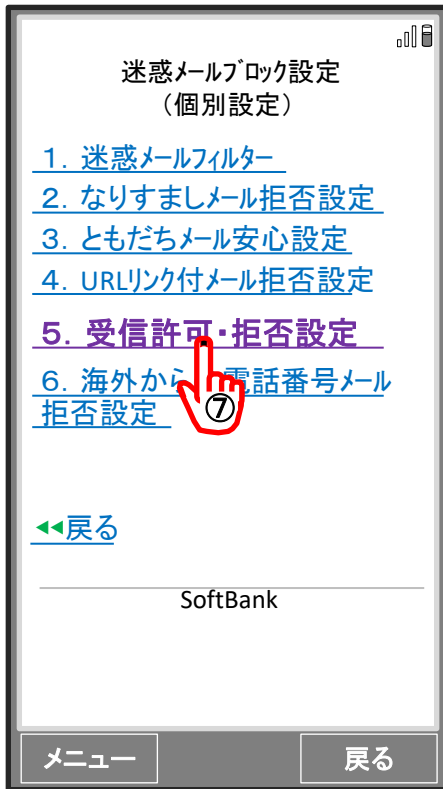 迷惑メールブロック設定
（個別設定）
1. 迷惑メールフィルター
2. なりすましメール拒否設定
3. ともだちメール安心設定
4. URLリンク付メール拒否設定
5. 受信許可・拒否設定
6. 海外から 電話番号メール
拒否設定
⑦
◀◀戻る
SoftBank
メニュー 戻る